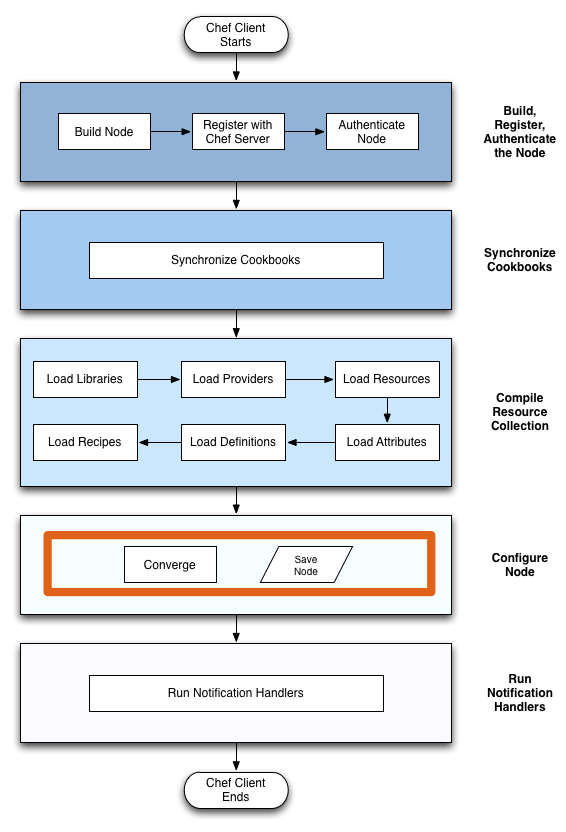 Chef Client
Starts
Build Node
Register with
Chef Server
Authenticate
Node
Build,
Register,
Authenticate
the Node
Synchronize Cookbooks
Synchronize
Cookbooks
Load Libraries
Load Providers
Load Resources
Load Recipes
Load Definitions
Load Attributes
Compile
Resource
Collection
Converge
Save
Node
Configure
Node
Run Notification Handlers
Run
Notification
Handlers
Chef Client
Ends